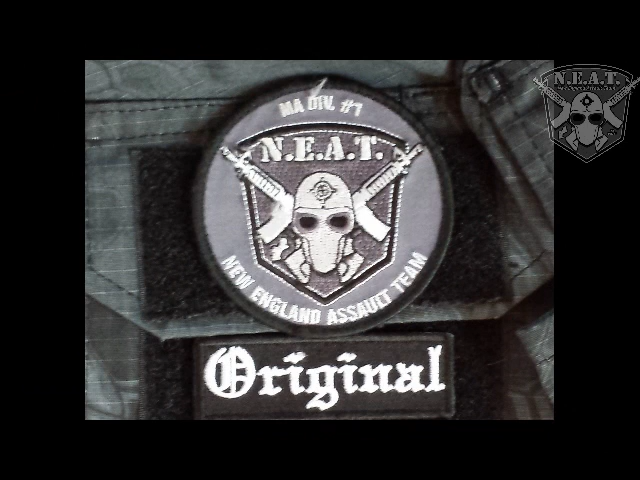 MA DIV. #1
N.E.A.T.
NEW ENGLAND ASSAULT TEAM
Original
N.E.A.T.